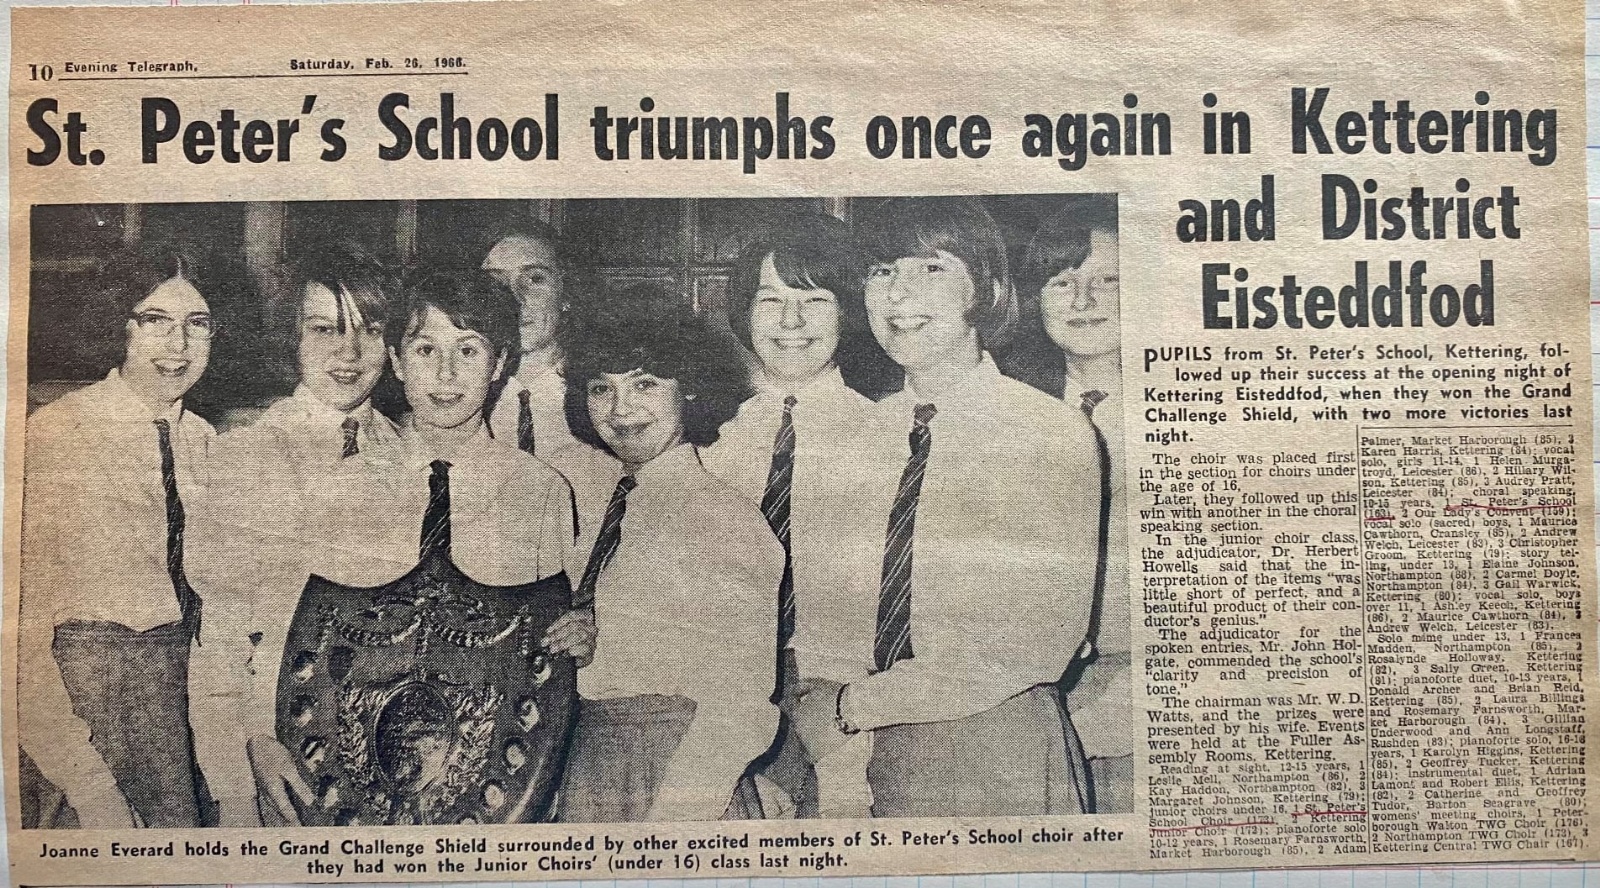 10 Evening Telegraph, Saturday, Feb. 26, 1966.
St. Peter's School triumphs once again in Kettering
and District
Eisteddfod
PUPILS from St. Peter's School, Kettering, fol-
lowed up their success at the opening night of
Kettering Eisteddfod, when they won the Grand
Challenge Shield, with two more victories last
night.
The choir was placed first
in the section for choirs under
the age of 16.
Later, they followed up this
win with another in the choral
speaking section.
In the junior choir class,
the adjudicator, Dr. Herbert
Howells said that the in-
terpretation of the items "was
little short of perfect, and a
beautiful product of their con-
ductor's genius."
The adjudicator for the
spoken entries, Mr. John Hol-
gate, commended the school's
"clarity and precision of
tone."
The chairman was Mr. W. D.
Watts, and the prizes were
presented by his wife. Events
were held at the Fuller As-
sembly Rooms, Kettering.
Reading at sight, 12-15 years, 1
Leslie Mell, Northampton (86), 2
Kay Haddon, Northampton (82), 3
Margaret Johnson, Kettering (79);
junior choirs under 16, 1 St. Peter's
School Choir 2 Kettering
Junior Choir (172); pianoforte solo
10-12 years, 1 Rosemary Farnsworth,
Market Harborough (85), 2 Adam
Palmer, Market Harborough (85), 3
Karen Harris, Kettering (84); vocal
solo, girls 11-14, 1 Helen Murga-
troyd, Leicester (86), 2 Hillary Wil-
son, Kettering (85), 3 Audrey Pratt,
Leicester (84); choral speaking,
10-15 years, 1 St. Peter's School
(163), 2 Our Lady's Convent (159);
vocal solo (sacred) boys, 1 Maurice
Cawthorn, Cransley (85), 2 Andrew
Welch, Leicester (83), 3 Christopher
Groom, Kettering (79); story tel-
ling, under 13, 1 Elaine Johnson,
Northampton 2 Carmel Doyle,
Northampton (84), 3 Gail Warwick,
Kettering (80); vocal solo, boys
over 11, 1 Ashley Keech, Kettering
(86), 2 Maurice Cawthorn (84), 3
Andrew Welch, Leicester (83).
Solo mime under 13, 1 Frances
Madden, Northampton (85), 2
Rosalynde Holloway, Kettering
(82), 3 Sally Green, Kettering
(81); pianoforte duet, 10-13 years, 1
Donald Archer and Brian Reid,
Kettering (85), 2 Laura Billings
and Rosemary Farnsworth, Mar-
ket Harborough (84), 3 Gillian
Underwood and Ann Longstaff,
Rushden (83); pianoforte solo, 16-18
years, 1 Karolyn Higgins, Kettering
(85), 2 Geoffrey Tucker, Kettering
(84); instrumental duet, 1 Adrian
Lamont and Robert Ellis, Kettering
(82), 2 Catherine and Geoffrey
Tudor, Barton Seagrave (80);
womens' meeting choirs, 1 Peter-
borough Walton TWG Choir (176),
2 Northampton TWG Choir (173), 3
Kettering Central TWG Chair (167).
Joanne Everard holds the Grand Challenge Shield surrounded by other excited members of St. Peter's School choir after
they had won the Junior Choirs' (under 16) class last night.